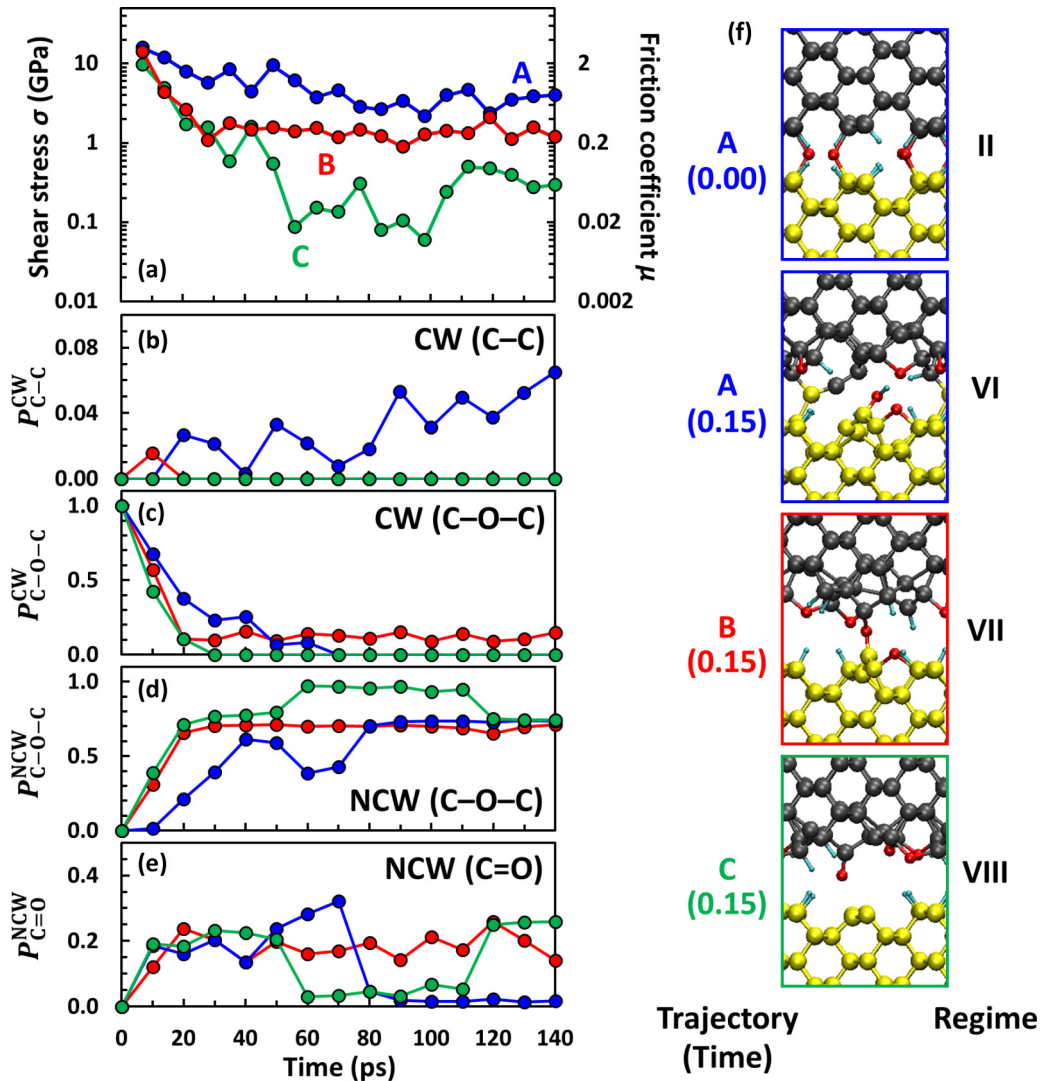 Shear stress σ (GPa)
10
1
0.1
0.01
(a)
A
B
C
2
0.2
0.02
0.002
Friction coefficient μ
(b)
CW (C–C)
P^CW_C–C
0.08
0.04
0.00
(c)
CW (C–O–C)
P^CW_C–O–C
1.0
0.5
0.0
(d)
NCW (C–O–C)
P^NCW_C–O–C
1.0
0.5
0.0
(e)
NCW (C=O)
P^NCW_C=O
0.4
0.2
0.0
0 20 40 60 80 100 120 140
Time (ps)
(f)
A
(0.00)
II
A
(0.15)
VI
B
(0.15)
VII
C
(0.15)
VIII
Trajectory
(Time)
Regime